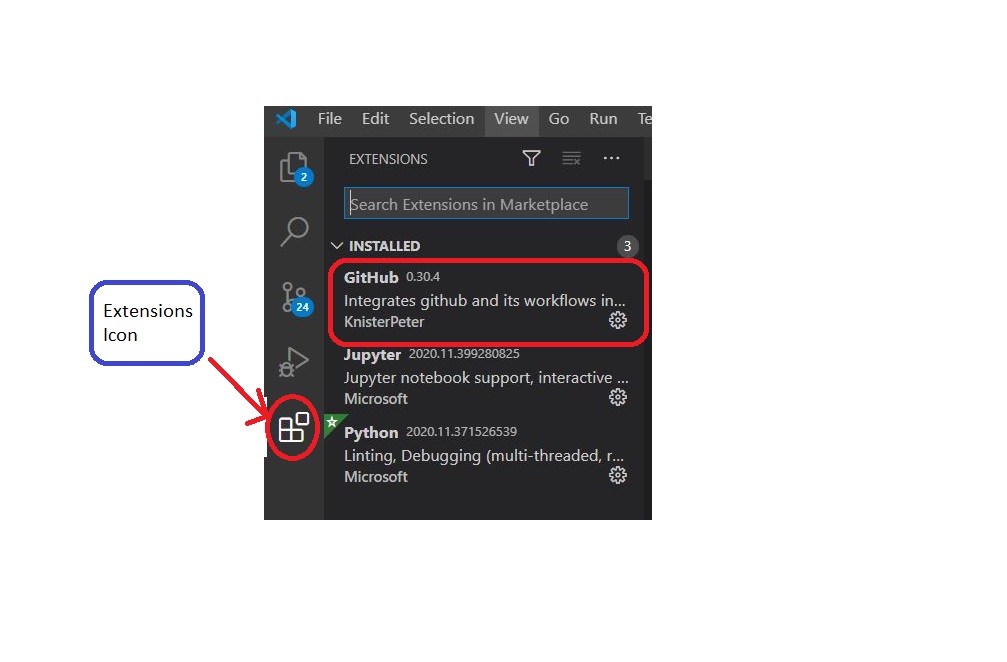 File Edit Selection View Go Run Te
EXTENSIONS
2
Search Extensions in Marketplace
INSTALLED 3
GitHub 0.30.4
Integrates github and its workflows in...
KnisterPeter
24
Extensions
Icon
Jupyter 2020.11.399280825
Jupyter notebook support, interactive ...
Microsoft
Python 2020.11.371526539
Linting, Debugging (multi-threaded, r...
Microsoft